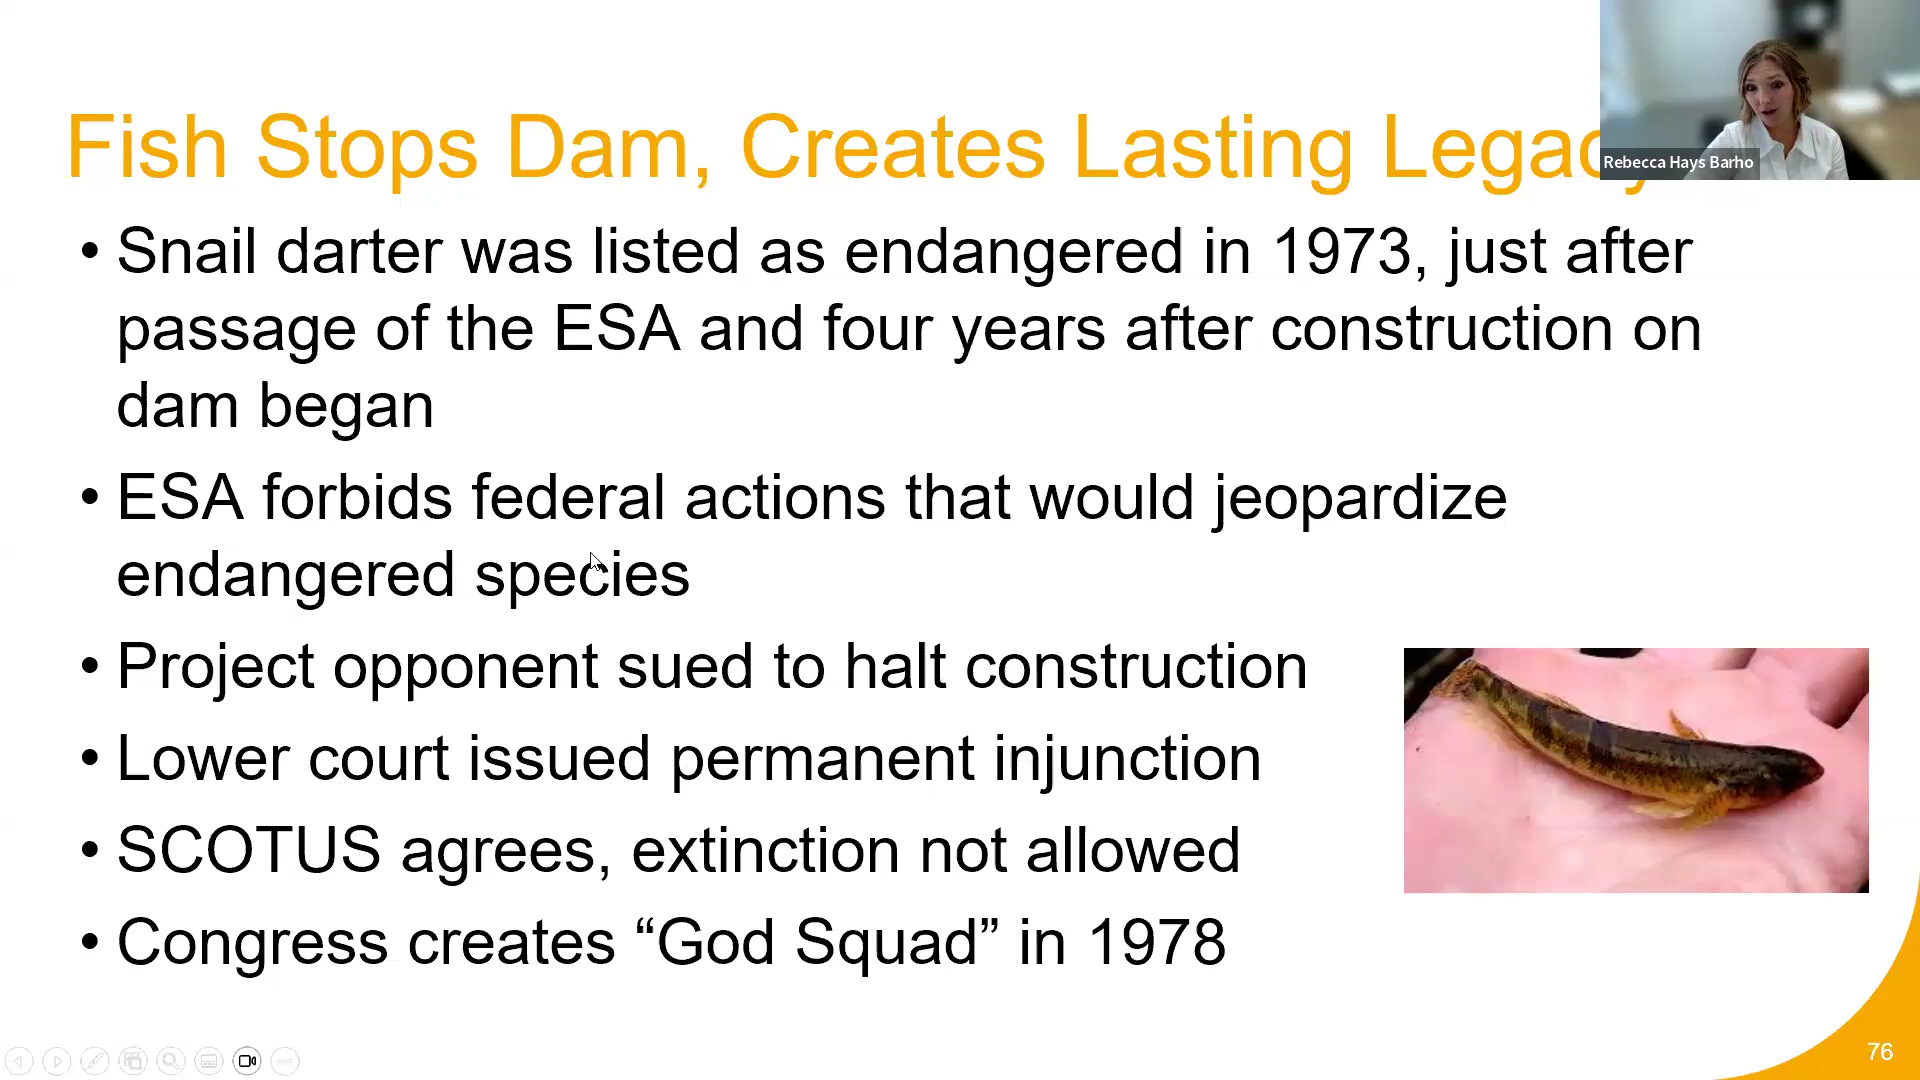 Fish Stops Dam, Creates Lasting Legacy
Rebecca Hays Barho
• Snail darter was listed as endangered in 1973, just after
passage of the ESA and four years after construction on
dam began
• ESA forbids federal actions that would jeopardize
endangered species
• Project opponent sued to halt construction
• Lower court issued permanent injunction
• SCOTUS agrees, extinction not allowed
• Congress creates “God Squad” in 1978
76